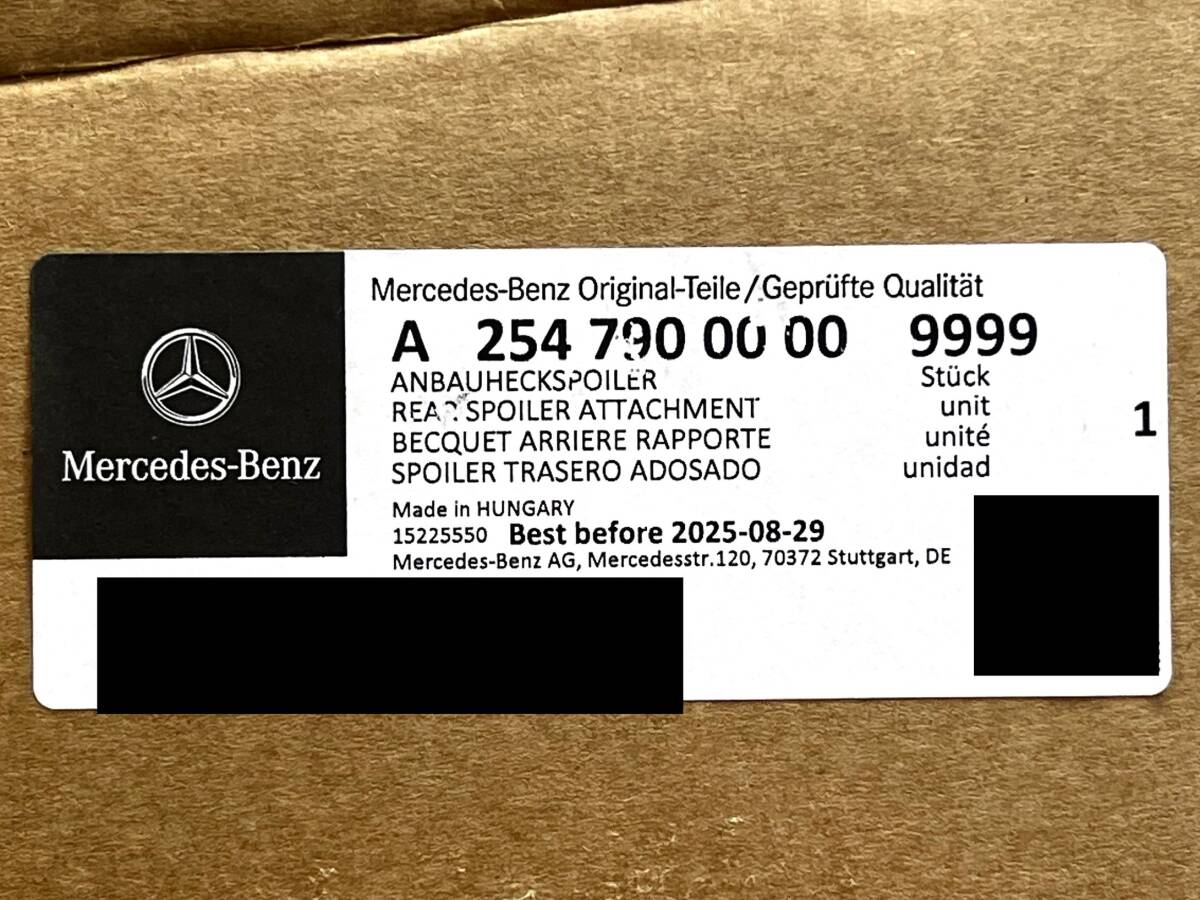 Mercedes-Benz
Mercedes-Benz Original-Teile/Geprüfte Qualität
A 254 790 00 00 9999
ANBAUHECKSPOILER Stück
REAR SPOILER ATTACHMENT unit
BECQUET ARRIERE RAPPORTE unité
SPOILER TRASERO ADOSADO unidad
1
Made in HUNGARY
15225550 Best before 2025-08-29
Mercedes-Benz AG, Mercedesstr.120, 70372 Stuttgart, DE